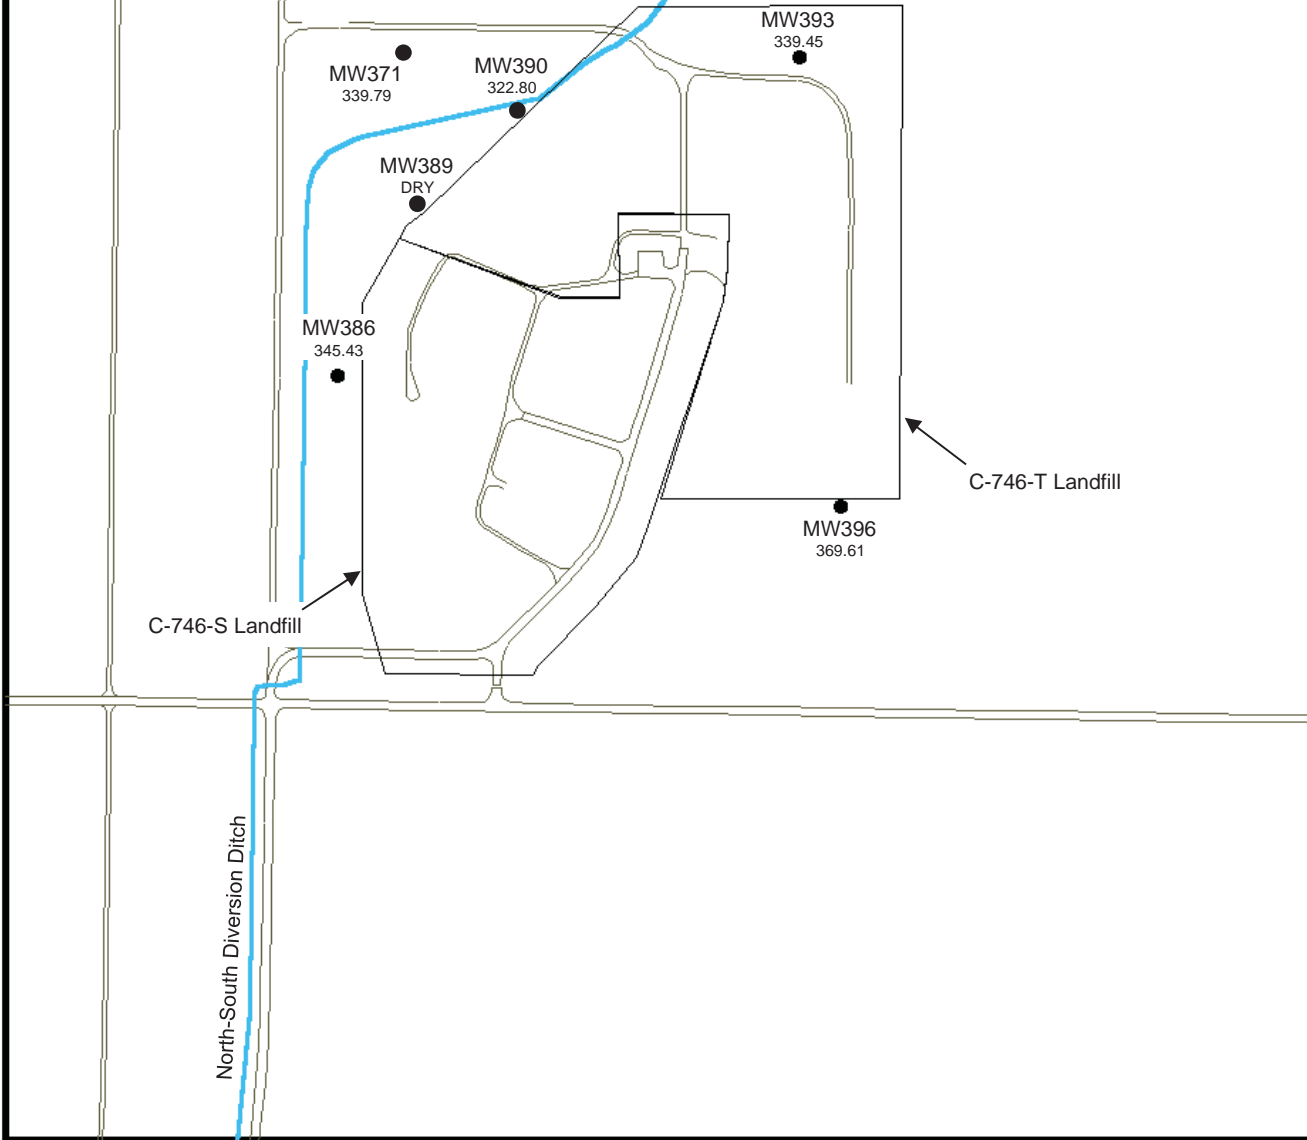 MW393
339.45
MW371
339.79
MW390
322.80
MW389
DRY
MW386
345.43
C-746-T Landfill
MW396
369.61
C-746-S Landfill
North-South Diversion Ditch